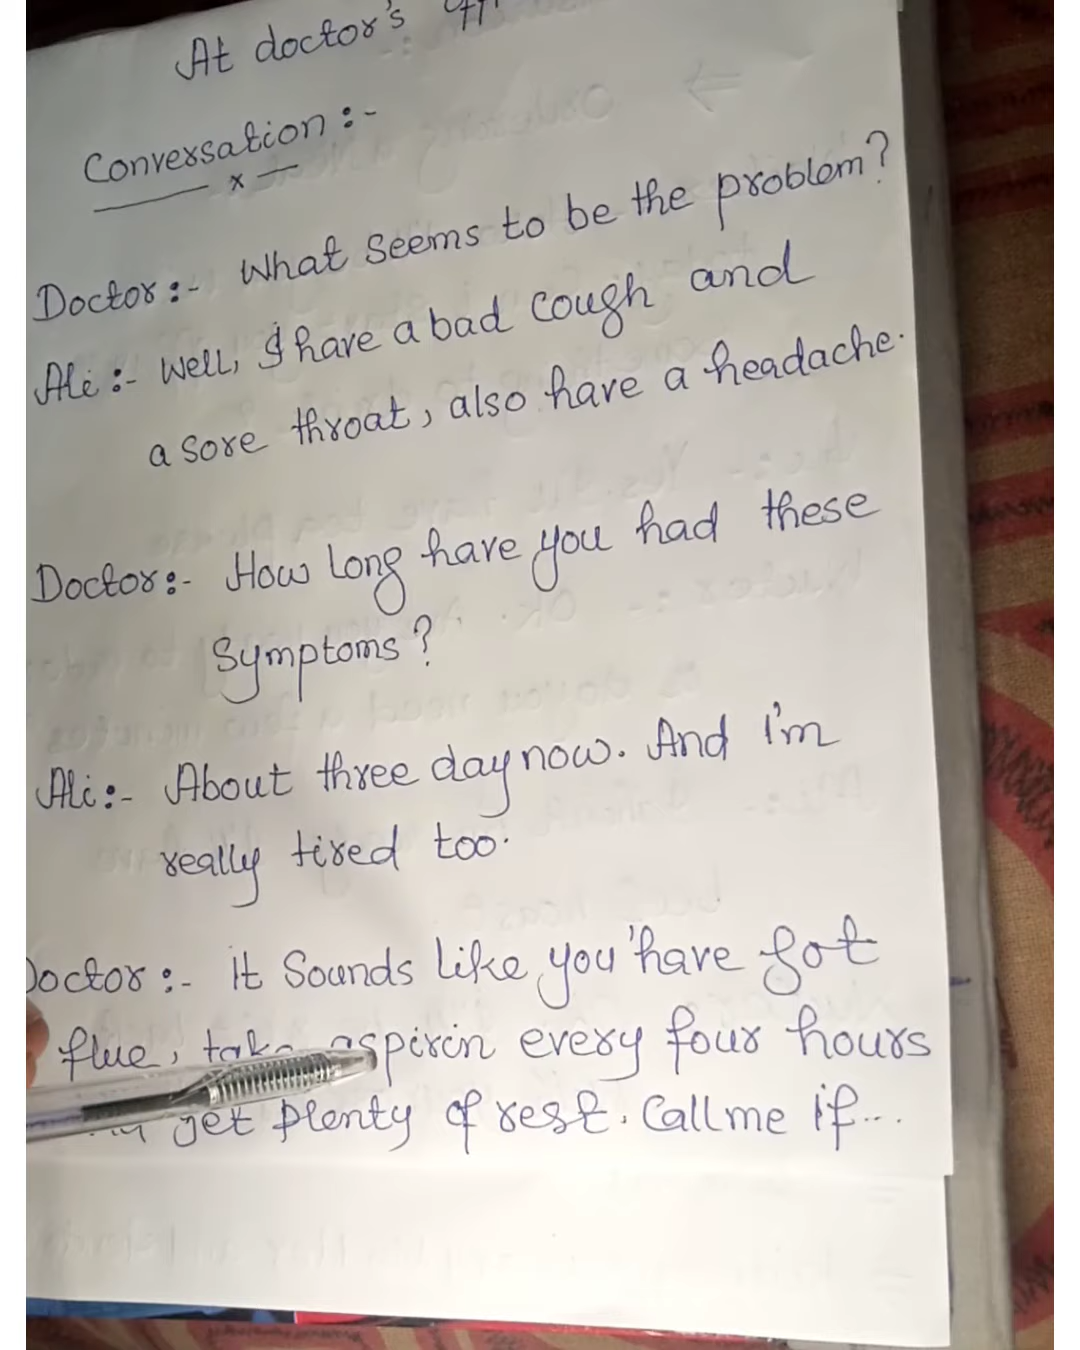 At doctor's
Conversation :-
x
Doctor :- What seems to be the problem?
Ali :- Well, I have a bad cough and
a sore throat, also have a headache.
Doctor :- How long have you had these
symptoms?
Ali :- About three day now. And I'm
really tired too.
Doctor :- it sounds like you'have got
flue, take aspirin every four hours
get plenty of rest. Call me if...